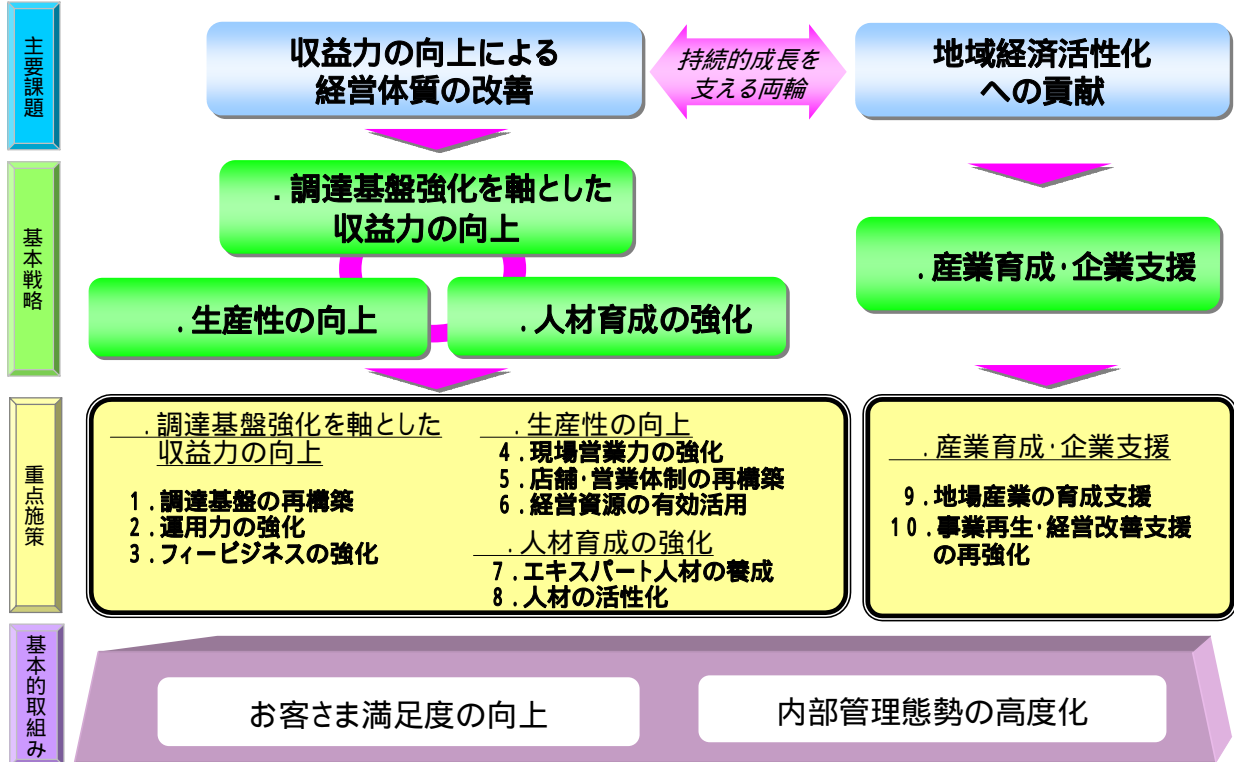 主要課題
収益力の向上による
経営体質の改善
持続的成長を
支える両輪
地域経済活性化
への貢献
基本戦略
．調達基盤強化を軸とした
収益力の向上
．生産性の向上
．人材育成の強化
．産業育成・企業支援
重点施策
．調達基盤強化を軸とした
収益力の向上
１．調達基盤の再構築
２．運用力の強化
３．フィービジネスの強化
．生産性の向上
４．現場営業力の強化
５．店舗・営業体制の再構築
６．経営資源の有効活用
．人材育成の強化
７．エキスパート人材の養成
８．人材の活性化
．産業育成・企業支援
９．地場産業の育成支援
１０．事業再生・経営改善支援
の再強化
基本的取組み
お客さま満足度の向上
内部管理態勢の高度化